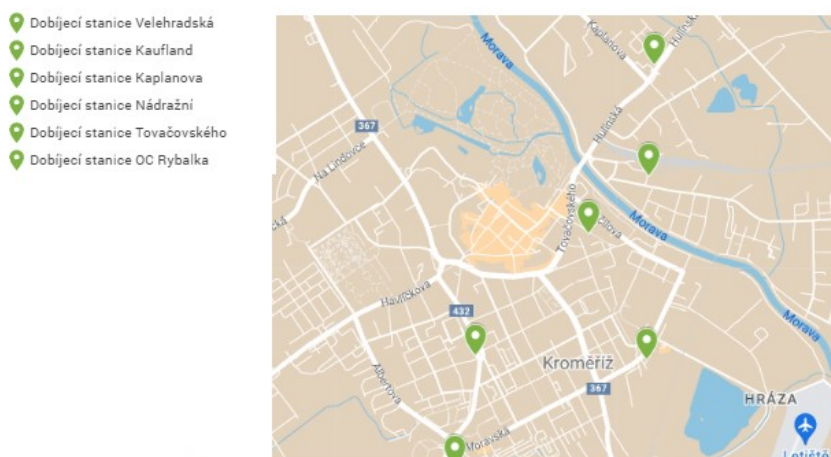 Dobíjecí stanice Velehradská
Dobíjecí stanice Kaufland
Dobíjecí stanice Kaplanova
Dobíjecí stanice Nádražní
Dobíjecí stanice Tovačovského
Dobíjecí stanice OC Rybalka
Kaplanova
Hulínská
Morava
367
Hulínská
Na Lindovce
Tovačovského
Morava
Havlíčkova
432
Morava
Kroměříž
Albertova
367
HRÁZA
Moravská
Letiště